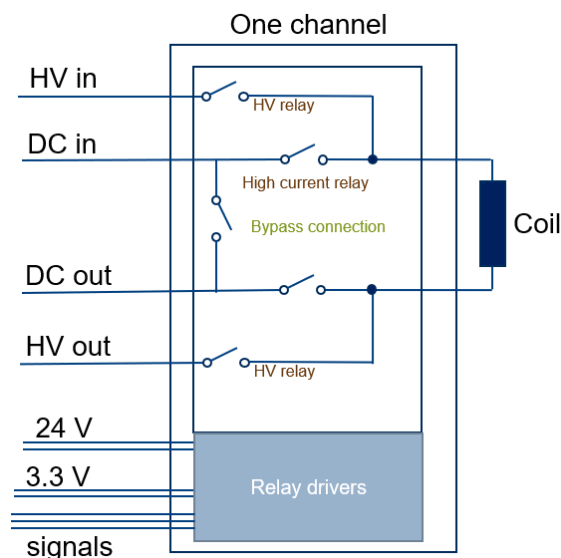 One channel
HV in
HV relay
DC in
High current relay
Bypass connection
Coil
DC out
HV out
HV relay
24 V
3.3 V
Relay drivers
signals